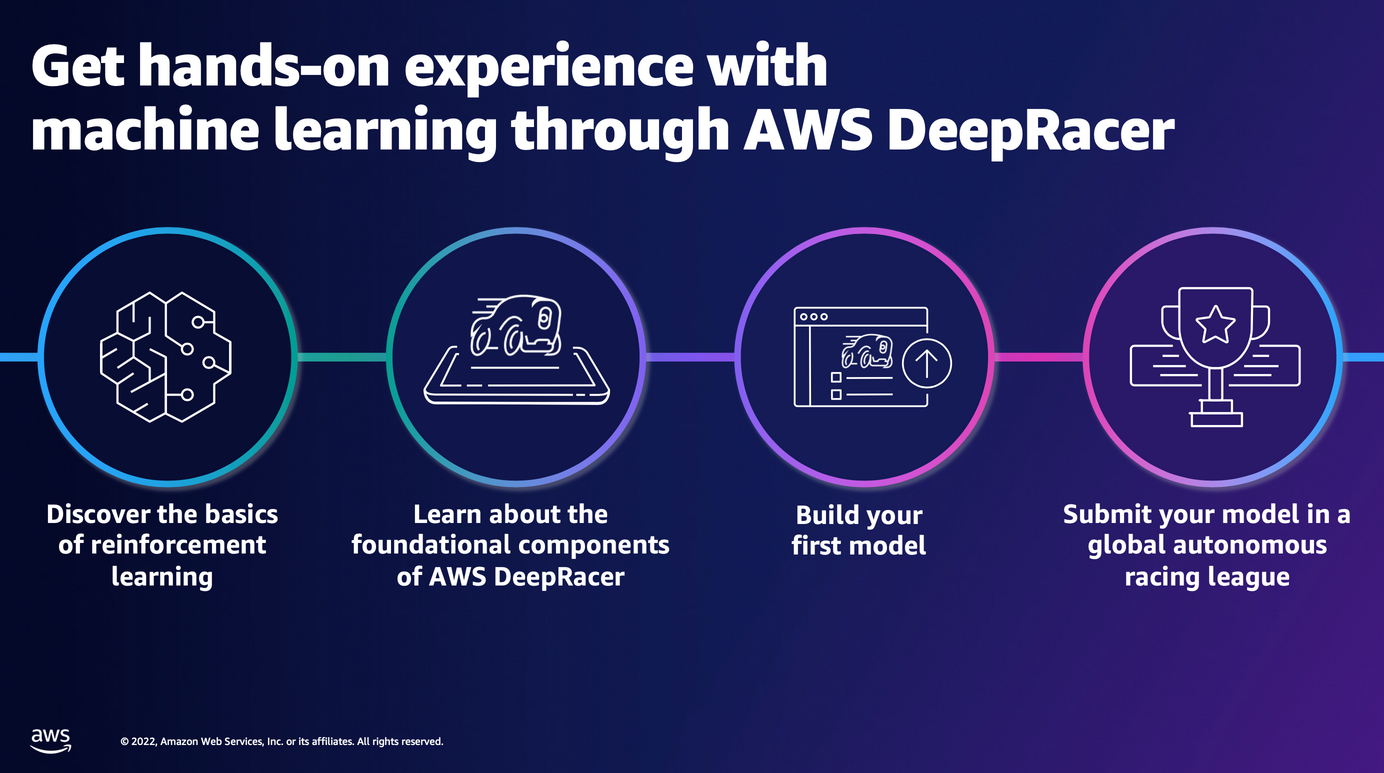 Get hands-on experience with
machine learning through AWS DeepRacer
Discover the basics
of reinforcement
learning
Learn about the
foundational components
of AWS DeepRacer
Build your
first model
Submit your model in a
global autonomous
racing league
aws
© 2022, Amazon Web Services, Inc. or its affiliates. All rights reserved.